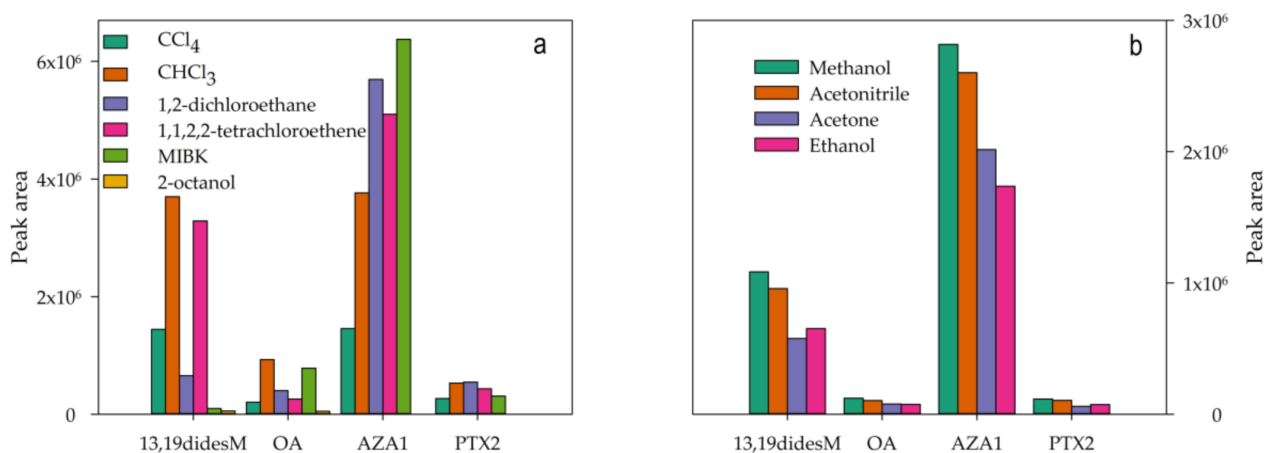 a
CCl4
CHCl3
1,2-dichloroethane
1,1,2,2-tetrachloroethene
MIBK
2-octanol
Peak area
6x10⁶
4x10⁶
2x10⁶
0
13,19didesM OA AZA1 PTX2
b
Methanol
Acetonitrile
Acetone
Ethanol
3x10⁶
2x10⁶
1x10⁶
0
Peak area
13,19didesM OA AZA1 PTX2